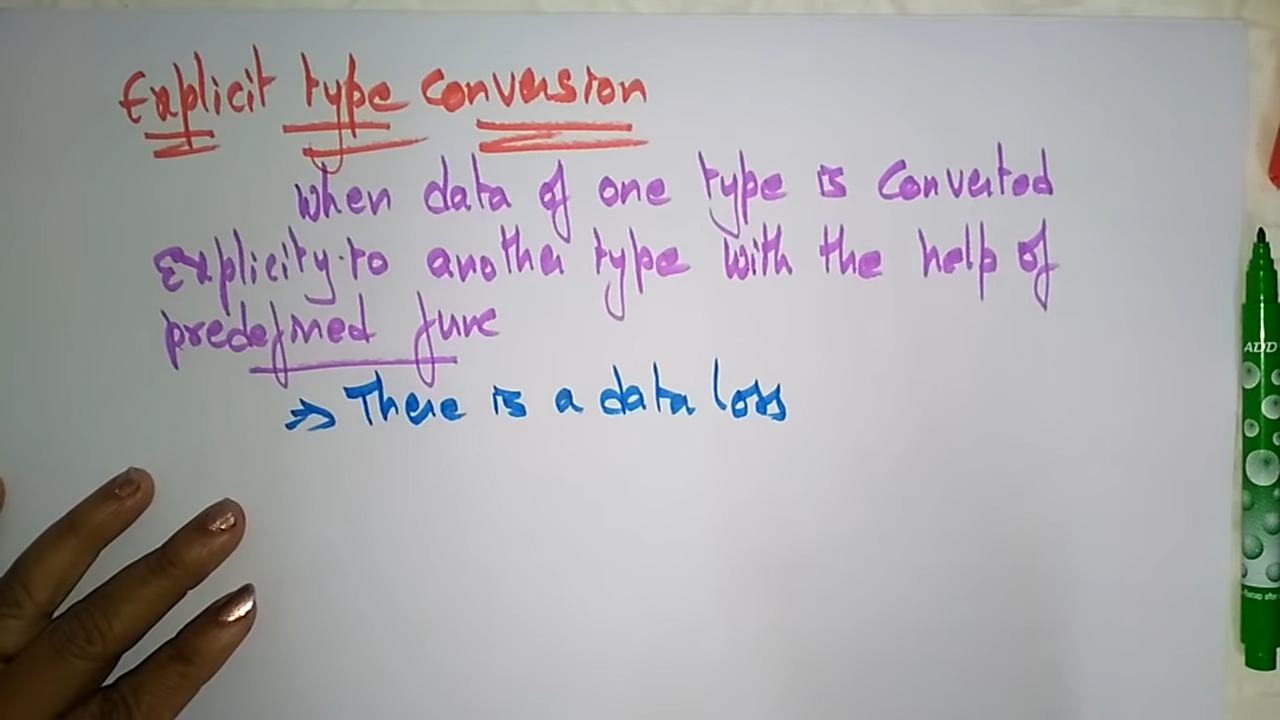 Explicit type conversion
when data of one type is converted
Explicity to another type with the help of
predefined func
⇒ There is a data loss
ADD